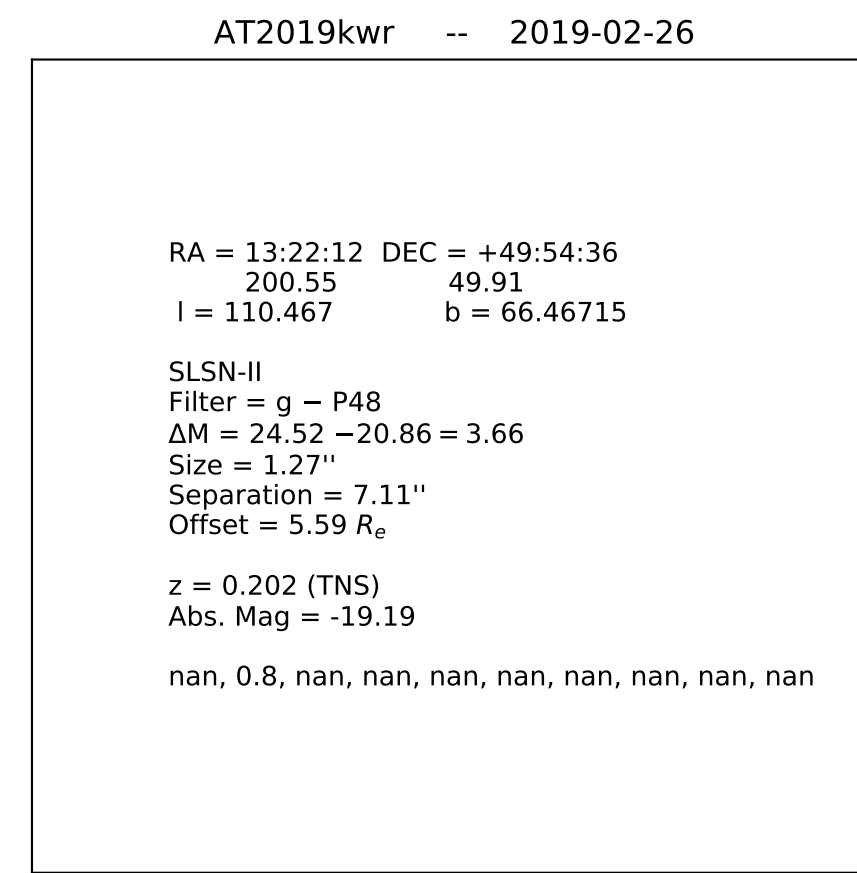 AT2019kwr -- 2019-02-26
RA = 13:22:12 DEC = +49:54:36
200.55 49.91
l = 110.467 b = 66.46715
SLSN-II
Filter = g − P48
ΔM = 24.52 −20.86 = 3.66
Size = 1.27''
Separation = 7.11''
Offset = 5.59 Re
z = 0.202 (TNS)
Abs. Mag = -19.19
nan, 0.8, nan, nan, nan, nan, nan, nan, nan, nan